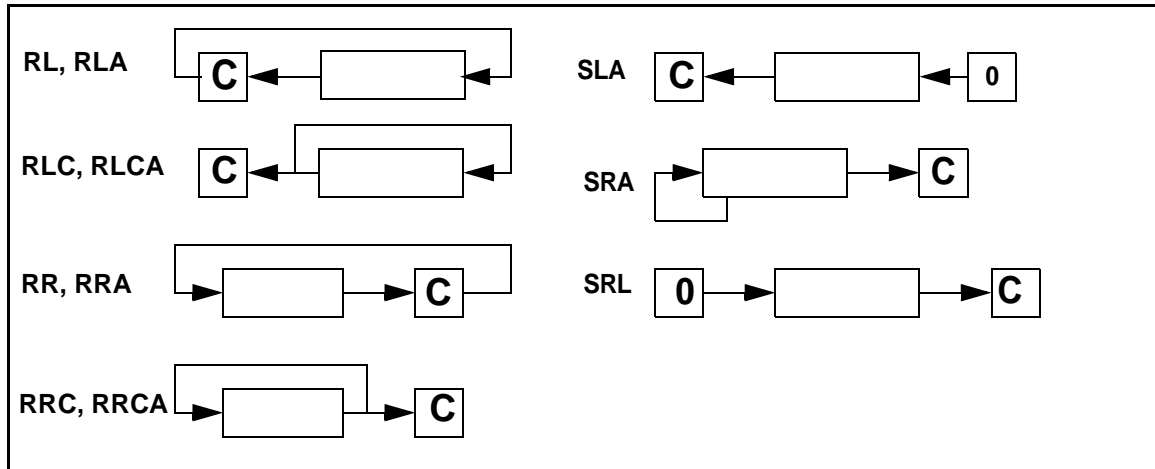 RL, RLA C
RLC, RLCA C
RR, RRA C
RRC, RRCA C
SLA C 0
SRA C
SRL 0 C